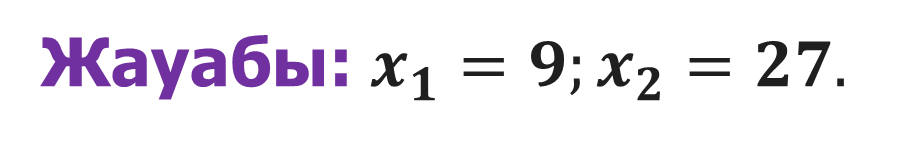 Жауабы: x₁ = 9; x₂ = 27.